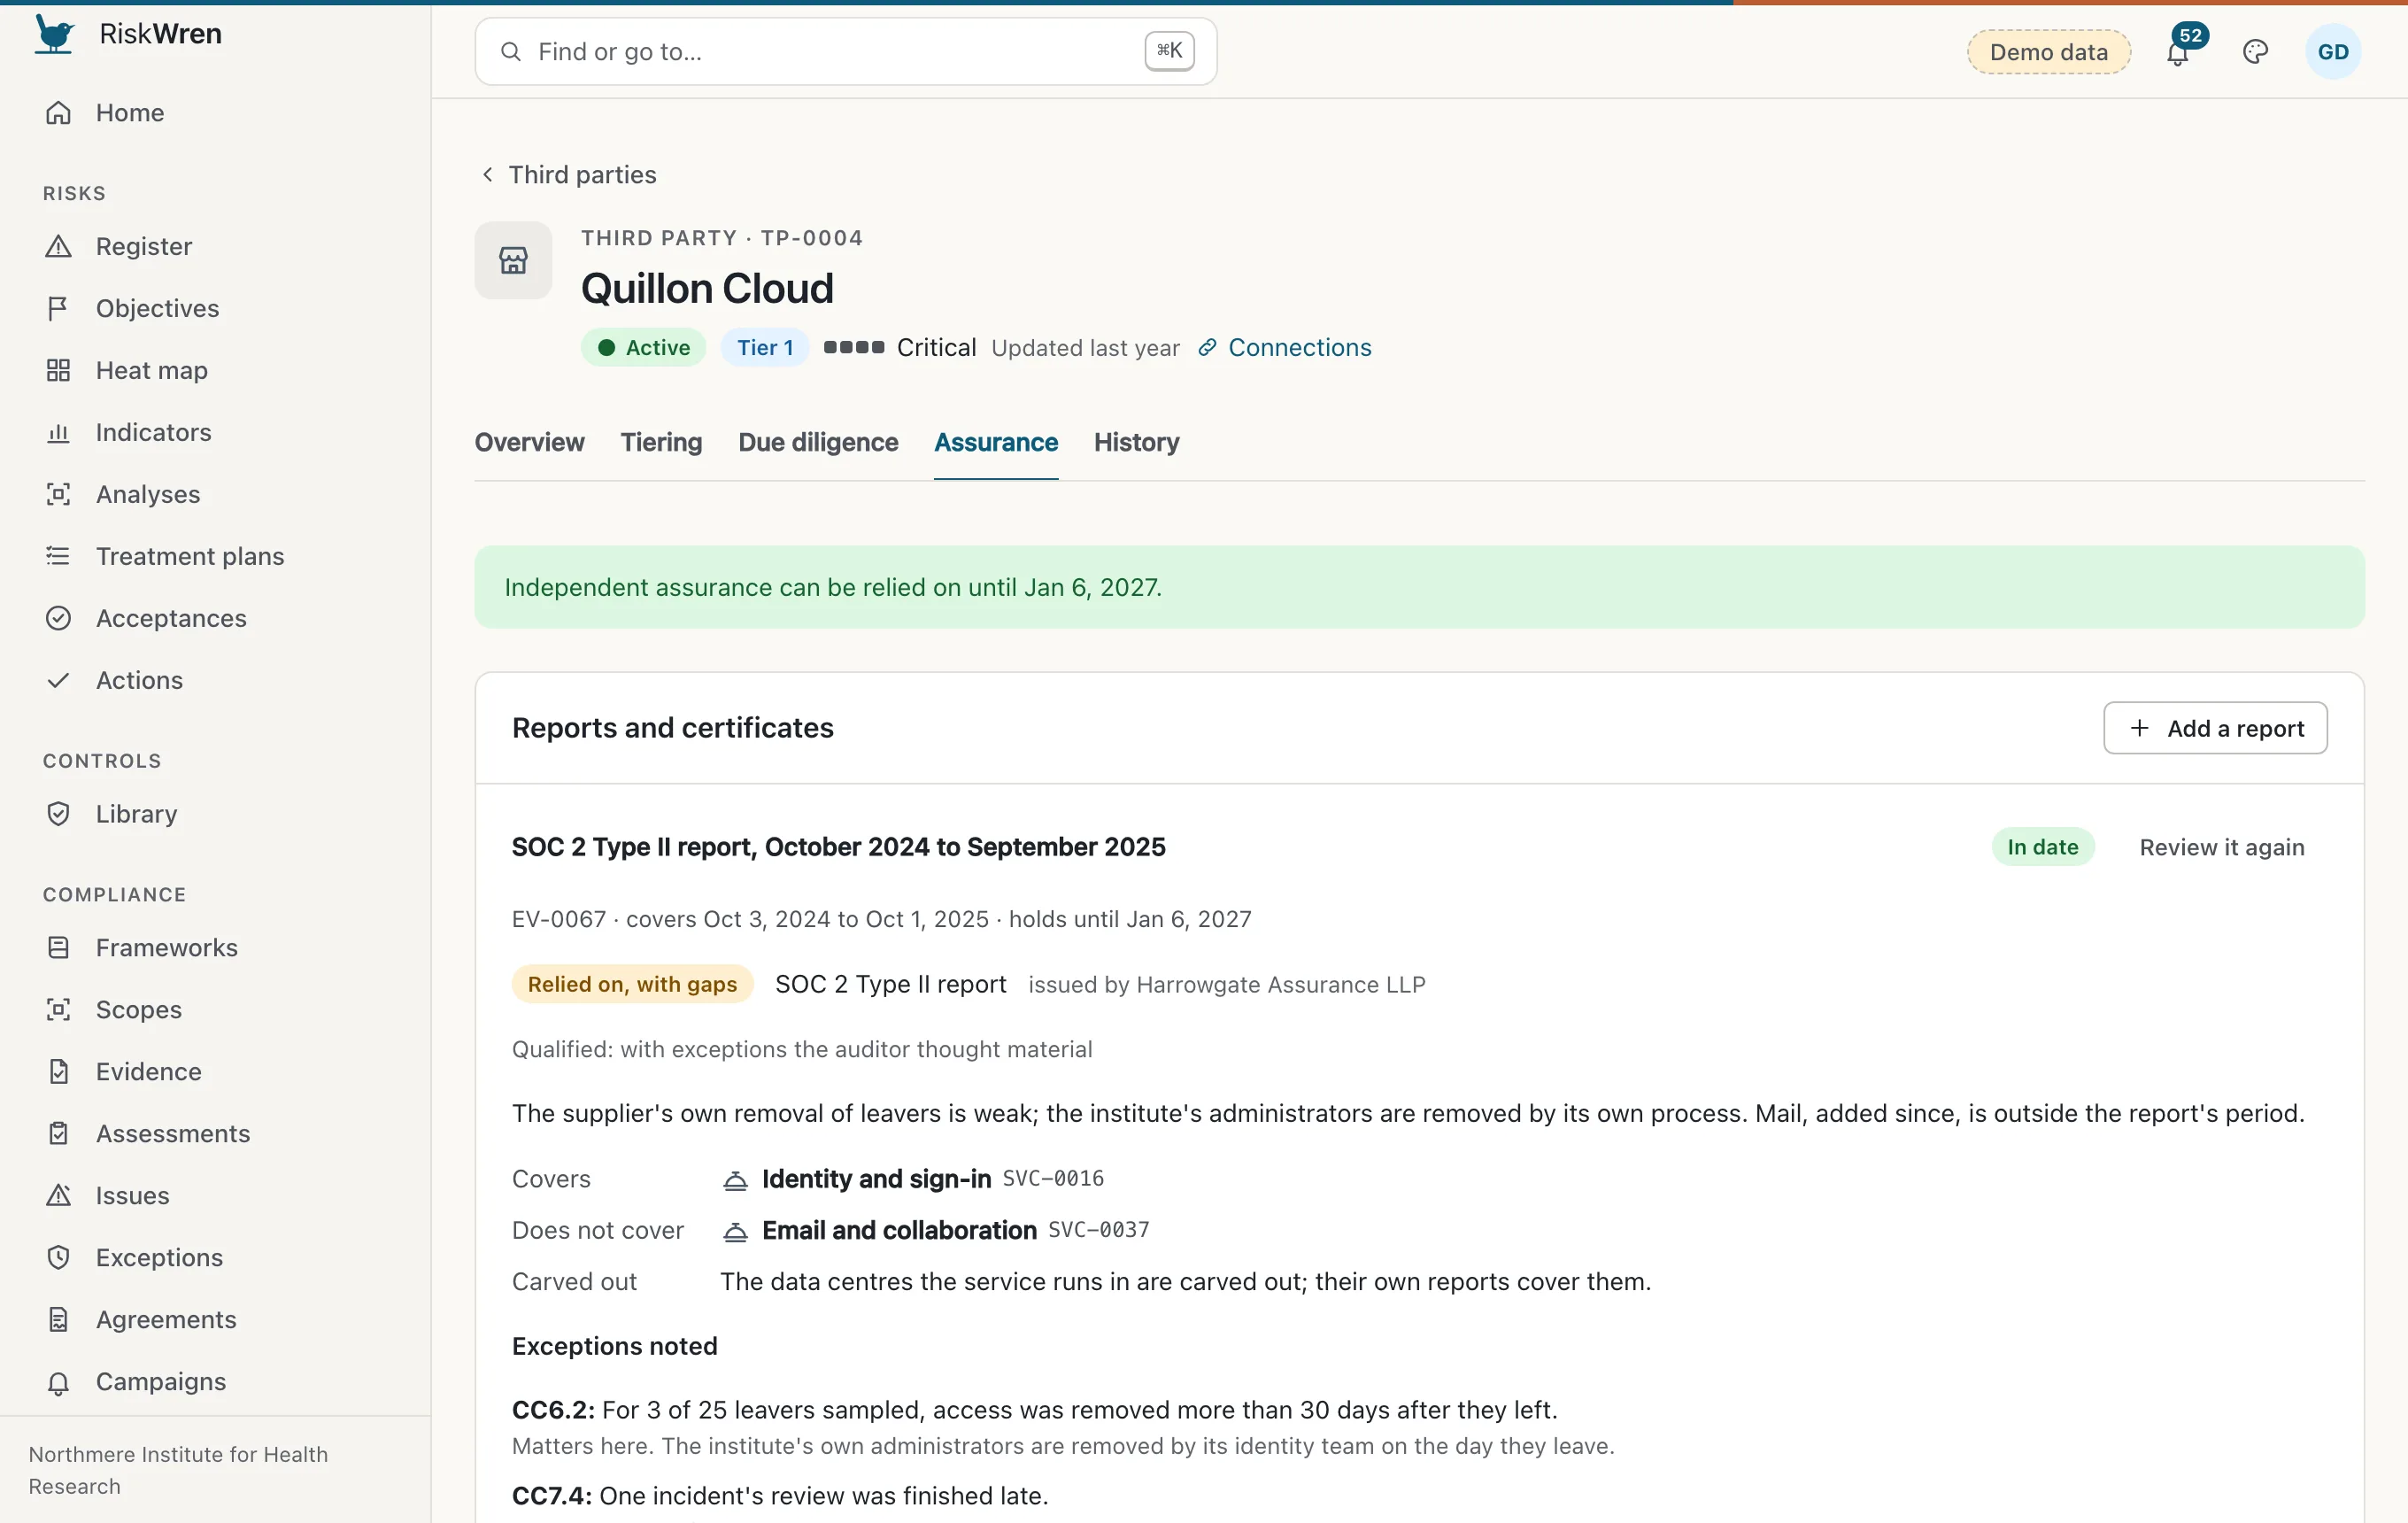 RiskWren
Find or go to...
⌘K
Demo data
52
GD
Home
RISKS
Register
Objectives
Heat map
Indicators
Analyses
Treatment plans
Acceptances
Actions
CONTROLS
Library
COMPLIANCE
Frameworks
Scopes
Evidence
Assessments
Issues
Exceptions
Agreements
Campaigns
Northmere Institute for Health
Research
Third parties
THIRD PARTY · TP-0004
Quillon Cloud
Active Tier 1 Critical Updated last year Connections
Overview Tiering Due diligence Assurance History
Independent assurance can be relied on until Jan 6, 2027.
Reports and certificates
Add a report
SOC 2 Type II report, October 2024 to September 2025
In date Review it again
EV-0067 · covers Oct 3, 2024 to Oct 1, 2025 · holds until Jan 6, 2027
Relied on, with gaps SOC 2 Type II report issued by Harrowgate Assurance LLP
Qualified: with exceptions the auditor thought material
The supplier's own removal of leavers is weak; the institute's administrators are removed by its own process. Mail, added since, is outside the report's period.
Covers Identity and sign-in SVC-0016
Does not cover Email and collaboration SVC-0037
Carved out The data centres the service runs in are carved out; their own reports cover them.
Exceptions noted
CC6.2: For 3 of 25 leavers sampled, access was removed more than 30 days after they left.
Matters here. The institute's own administrators are removed by its identity team on the day they leave.
CC7.4: One incident's review was finished late.